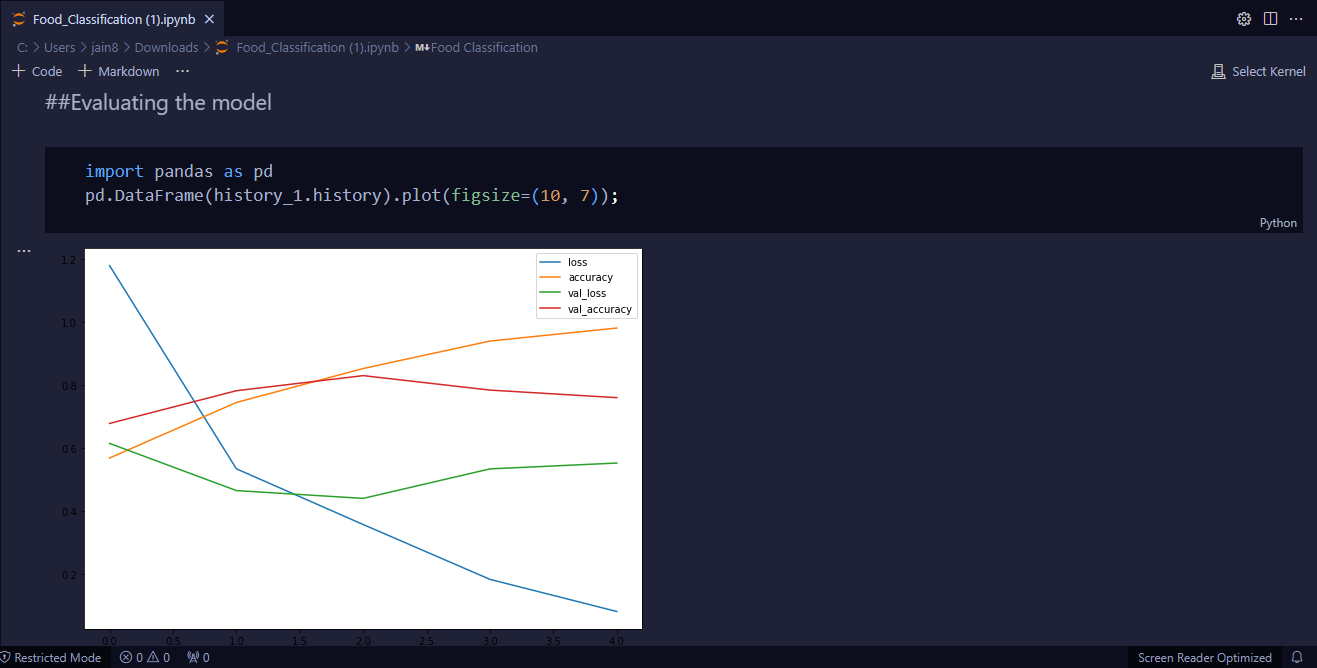 Food_Classification (1).ipynb
C: > Users > jain8 > Downloads > Food_Classification (1).ipynb > M↓Food Classification
+ Code + Markdown ... Select Kernel
##Evaluating the model
import pandas as pd
pd.DataFrame(history_1.history).plot(figsize=(10, 7));
Python
loss
accuracy
val_loss
val_accuracy
1.2
1.0
0.8
0.6
0.4
0.2
0.0 0.5 1.0 1.5 2.0 2.5 3.0 3.5 4.0
Restricted Mode 0 0 0 Screen Reader Optimized